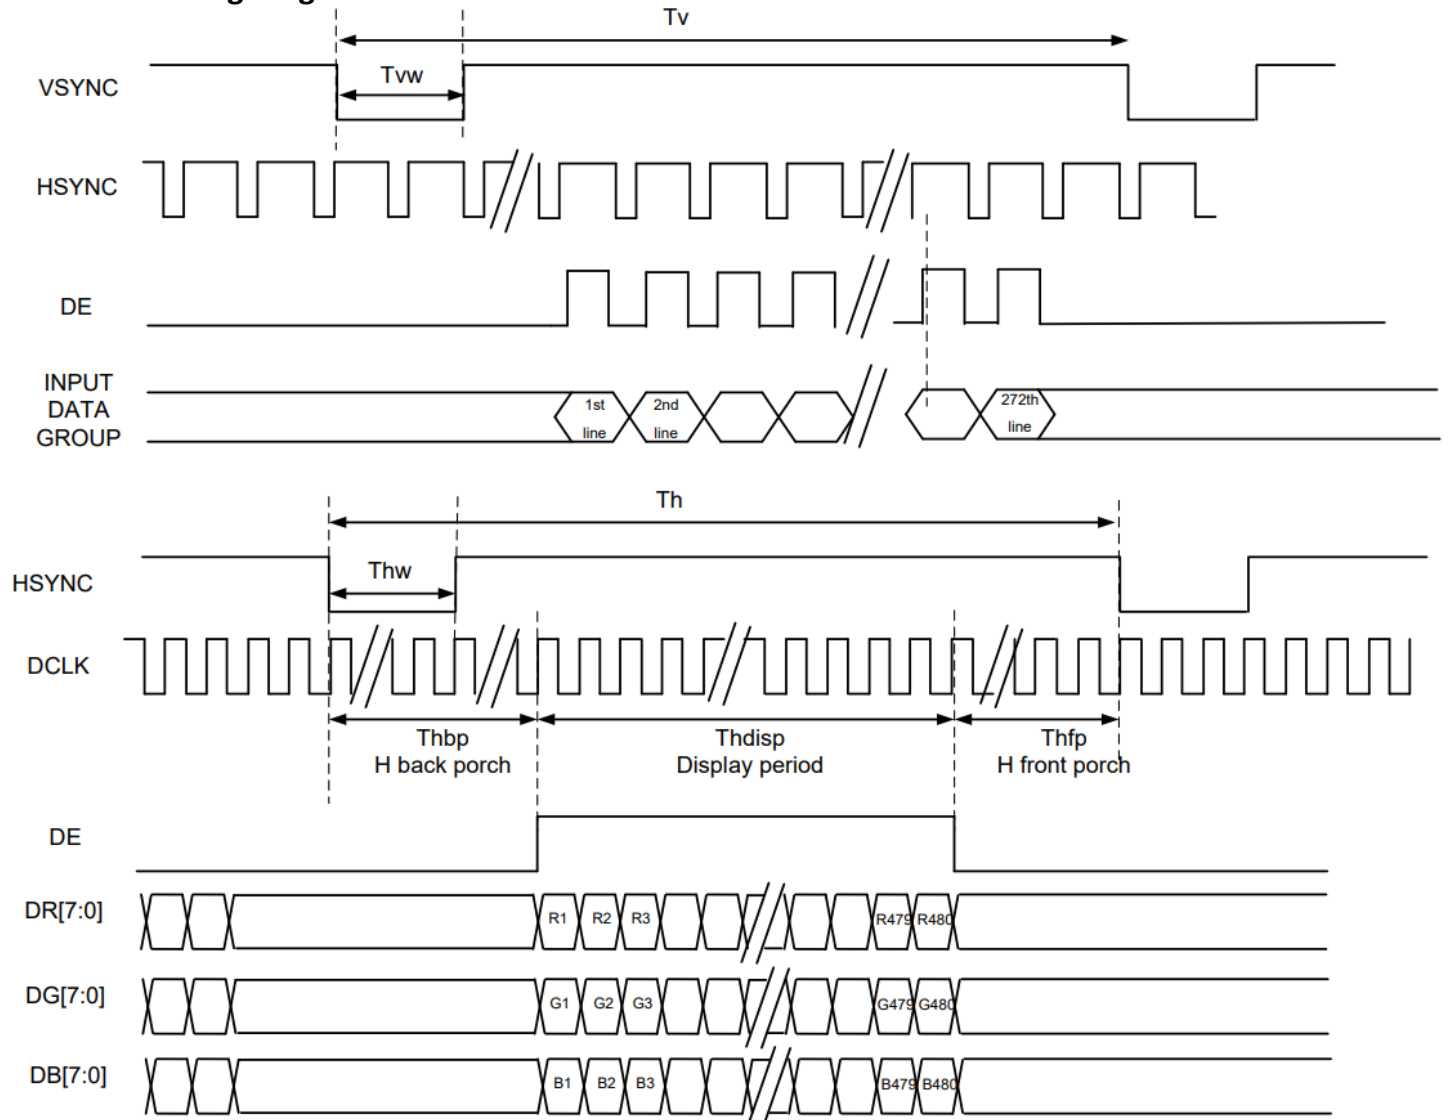 Tv
VSYNC
Tvw
HSYNC
DE
INPUT
DATA
GROUP
1st
line
2nd
line
272th
line
Th
HSYNC
Thw
DCLK
Thbp
H back porch
Thdisp
Display period
Thfp
H front porch
DE
DR[7:0]
R1 R2 R3 R479 R480
DG[7:0]
G1 G2 G3 G479 G480
DB[7:0]
B1 B2 B3 B479 B480